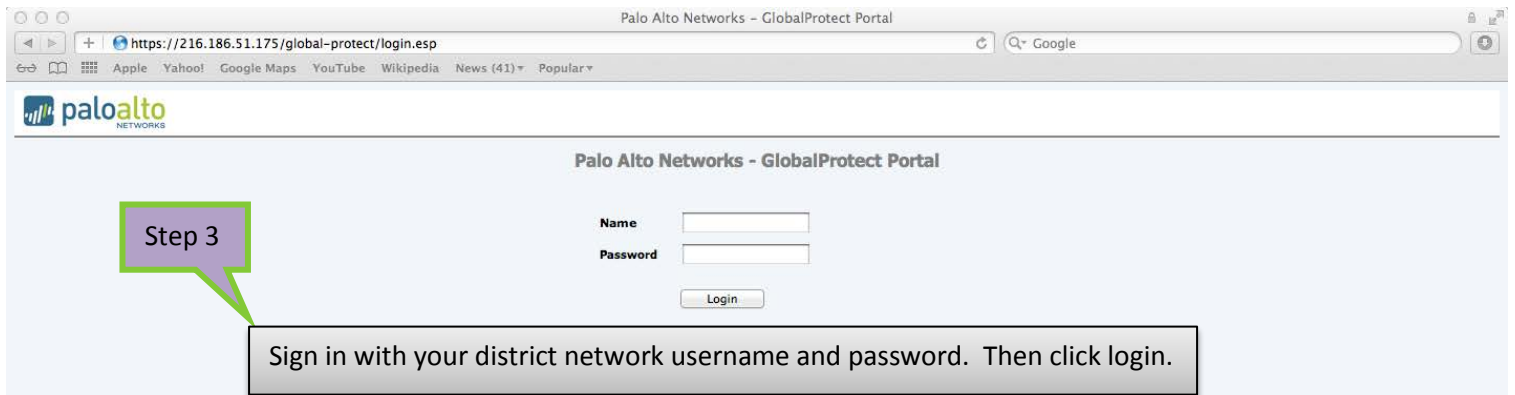 Palo Alto Networks - GlobalProtect Portal
https://216.186.51.175/global-protect/login.esp
Google
Apple Yahoo! Google Maps YouTube Wikipedia News (41) Popular
paloalto
NETWORKS
Palo Alto Networks - GlobalProtect Portal
Name
Step 3
Password
Login
Sign in with your district network username and password. Then click login.